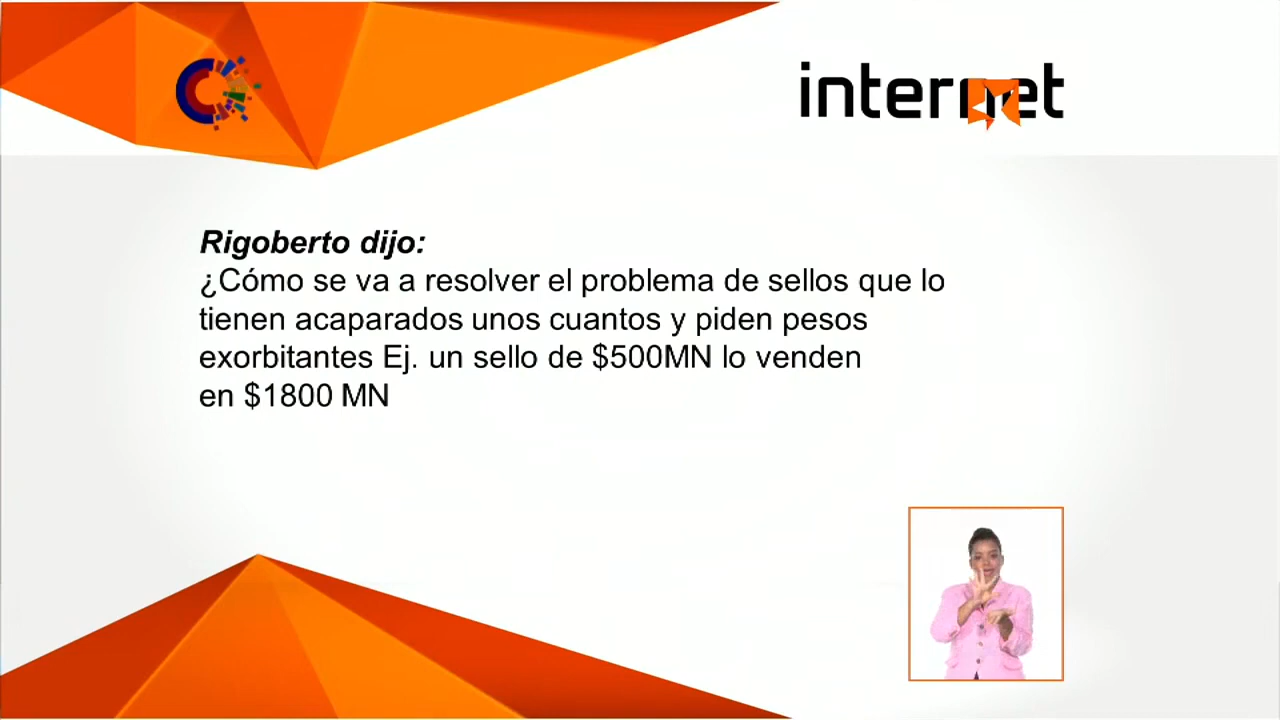 internet
Rigoberto dijo:
¿Cómo se va a resolver el problema de sellos que lo
tienen acaparados unos cuantos y piden pesos
exorbitantes Ej. un sello de $500MN lo venden
en $1800 MN